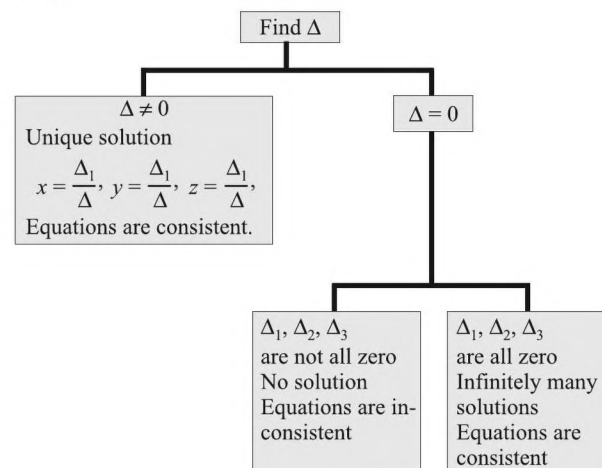 Find Δ
Δ ≠ 0
Unique solution
x = Δ₁/Δ, y = Δ₁/Δ, z = Δ₁/Δ,
Equations are consistent.
Δ = 0
Δ₁, Δ₂, Δ₃
are not all zero
No solution
Equations are in-
consistent
Δ₁, Δ₂, Δ₃
are all zero
Infinitely many
solutions
Equations are
consistent